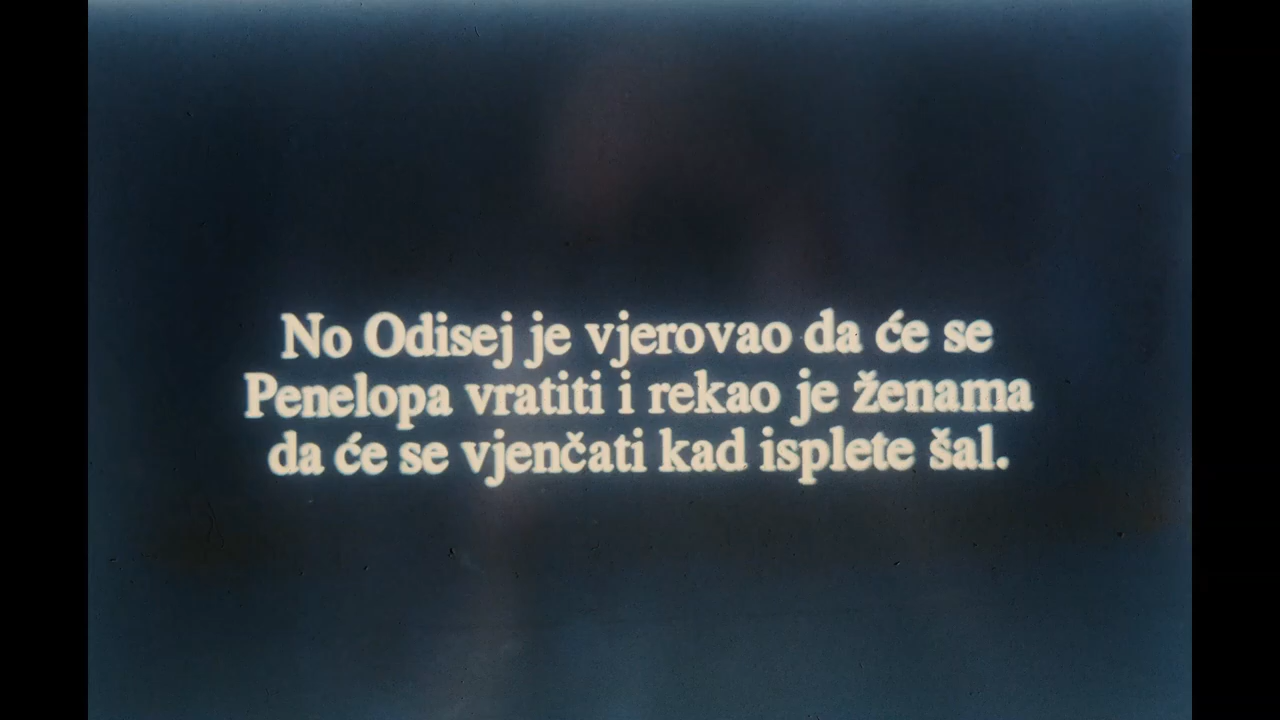 No Odisej je vjerovao da će se
Penelopa vratiti i rekao je ženama
da će se vjenčati kad isplete šal.